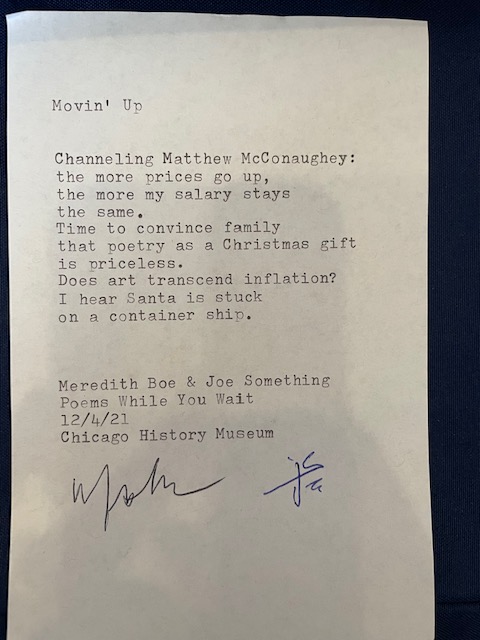 Movin' Up
Channeling Matthew McConaughey:
the more prices go up,
the more my salary stays
the same.
Time to convince family
that poetry as a Christmas gift
is priceless.
Does art transcend inflation?
I hear Santa is stuck
on a container ship.
Meredith Boe & Joe Something
Poems While You Wait
12/4/21
Chicago History Museum